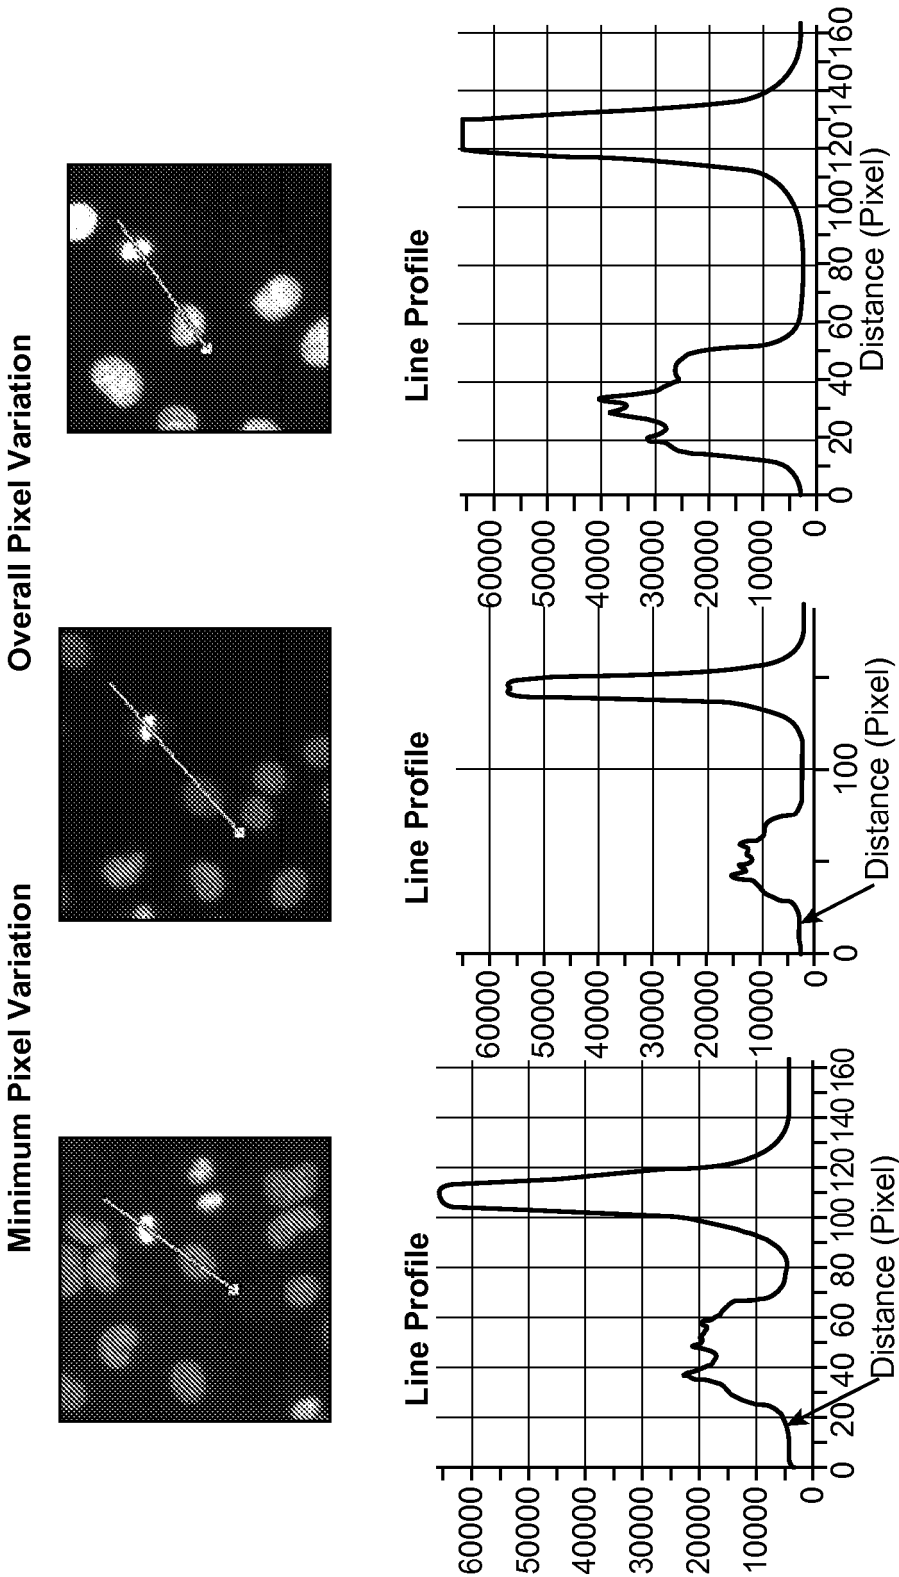 Minimum Pixel Variation
Overall Pixel Variation
Line Profile
60000
50000
40000
30000
20000
10000
0
0 20 40 60 80 100 120 140 160
Distance (Pixel)
Line Profile
60000
50000
40000
30000
20000
10000
0
0 100
Distance (Pixel)
Line Profile
60000
50000
40000
30000
20000
10000
0
0 20 40 60 80 100 120 140 160
Distance (Pixel)